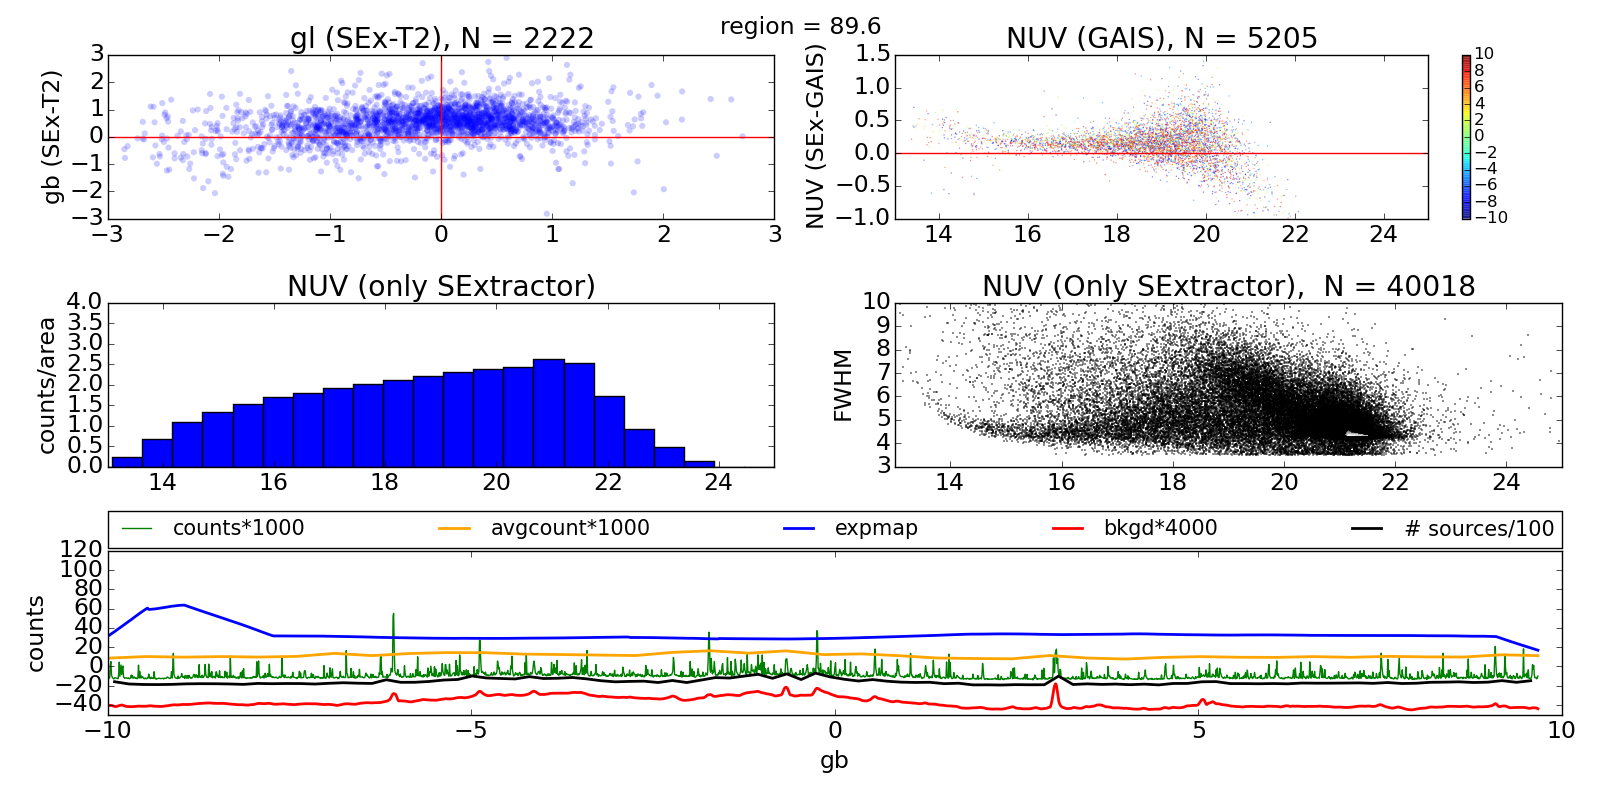 region = 89.6
gl (SEx-T2), N = 2222
gb (SEx-T2)
3
2
1
0
−1
−2
−3
−3 −2 −1 0 1 2 3
NUV (GAIS), N = 5205
NUV (SEx-GAIS)
1.5
1.0
0.5
0.0
−0.5
−1.0
14 16 18 20 22 24
10
8
6
4
2
0
−2
−4
−6
−8
−10
NUV (only SExtractor)
counts/area
4.0
3.5
3.0
2.5
2.0
1.5
1.0
0.5
0.0
14 16 18 20 22 24
NUV (Only SExtractor),  N = 40018
FWHM
10
9
8
7
6
5
4
3
14 16 18 20 22 24
counts*1000 avgcount*1000 expmap bkgd*4000 # sources/100
counts
120
100
80
60
40
20
0
−20
−40
−10 −5 0 5 10
gb